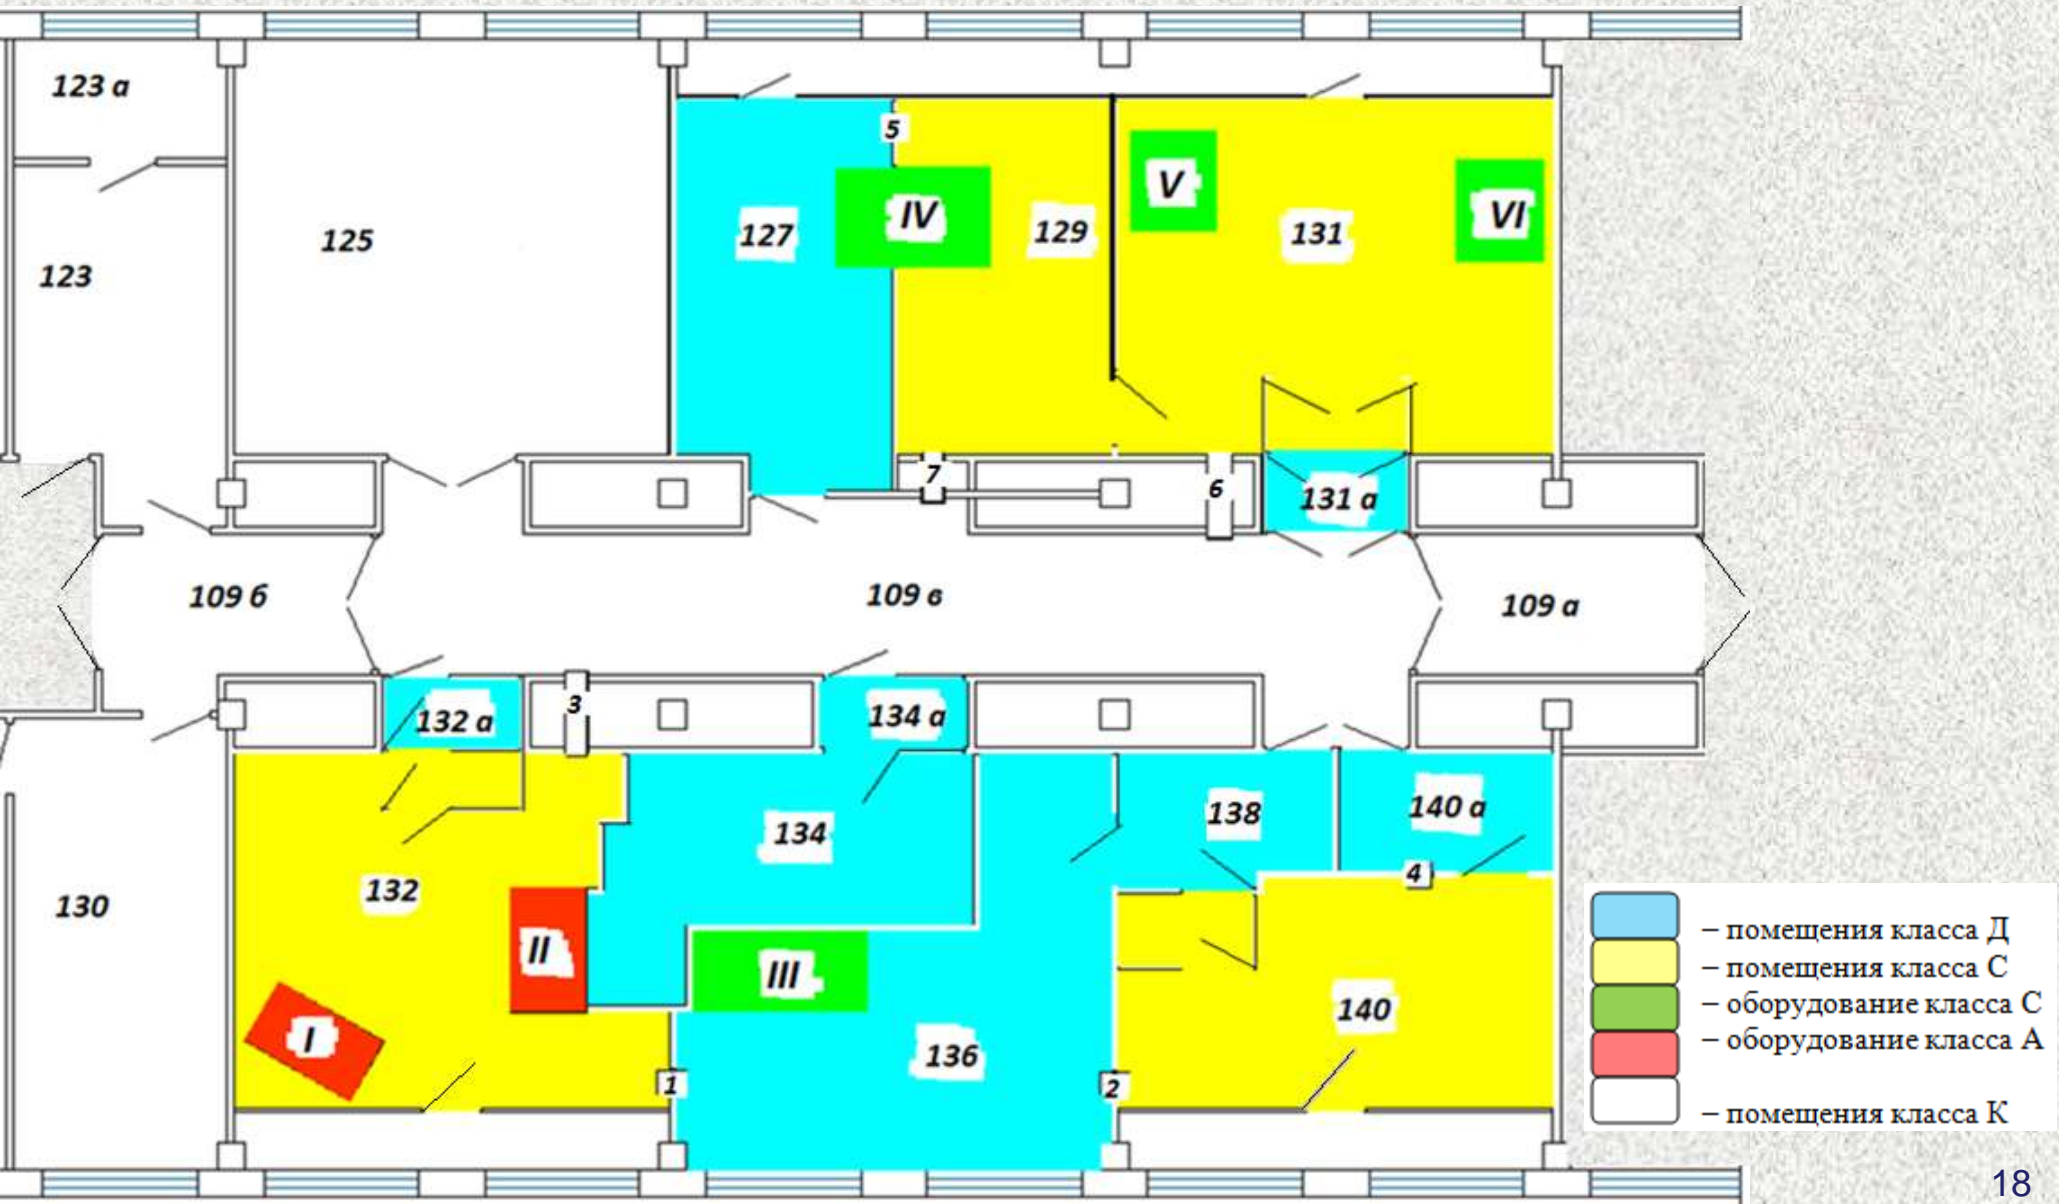 123 а
5
V
IV
VI
125
127
129
131
123
7
6
131 а
109 б
109 в
109 а
3
132 а
134 а
134
138
140 а
4
132
130
II
III
I
136
140
1
2
– помещения класса Д
– помещения класса С
– оборудование класса С
– оборудование класса А
– помещения класса К
18